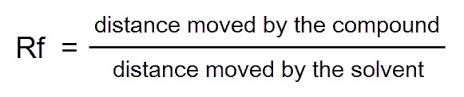 distance moved by the compound
Rf =
distance moved by the solvent